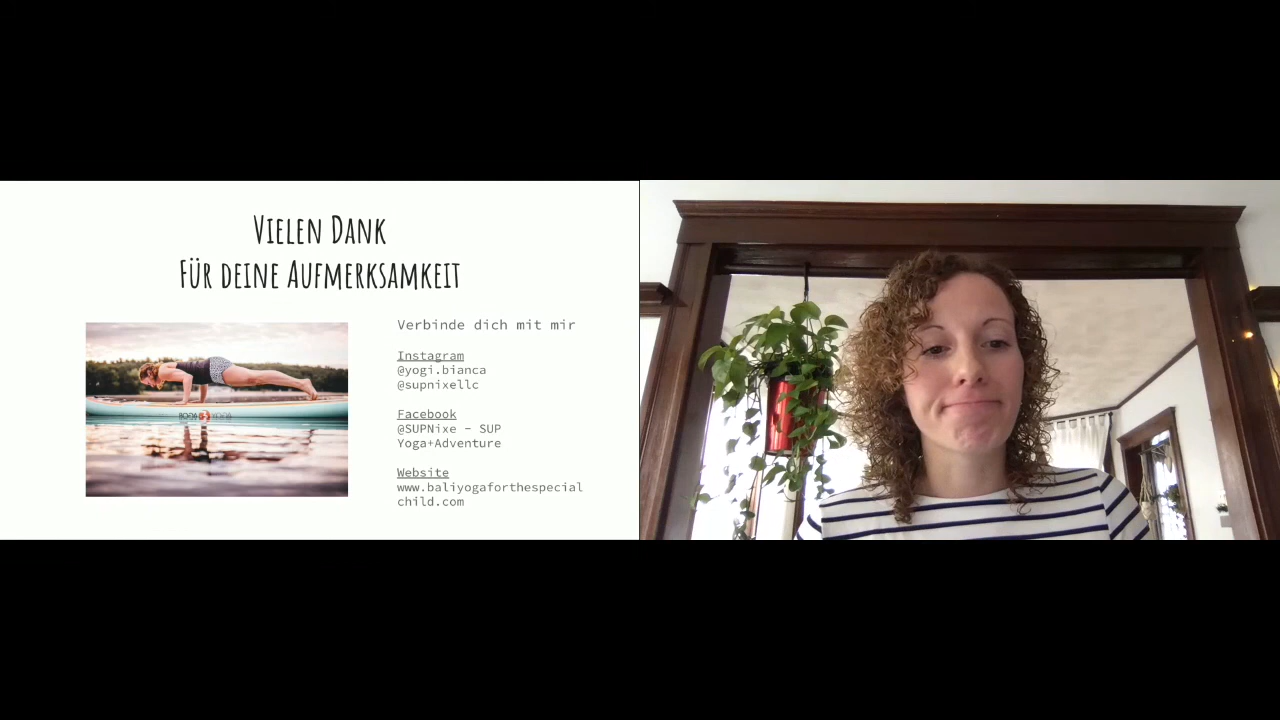 Vielen Dank
Für deine Aufmerksamkeit
Verbinde dich mit mir
Instagram
@yogi.bianca
@supnixellc
Facebook
@SUPNixe – SUP
Yoga+Adventure
Website
www.baliyogaforthespecial
child.com